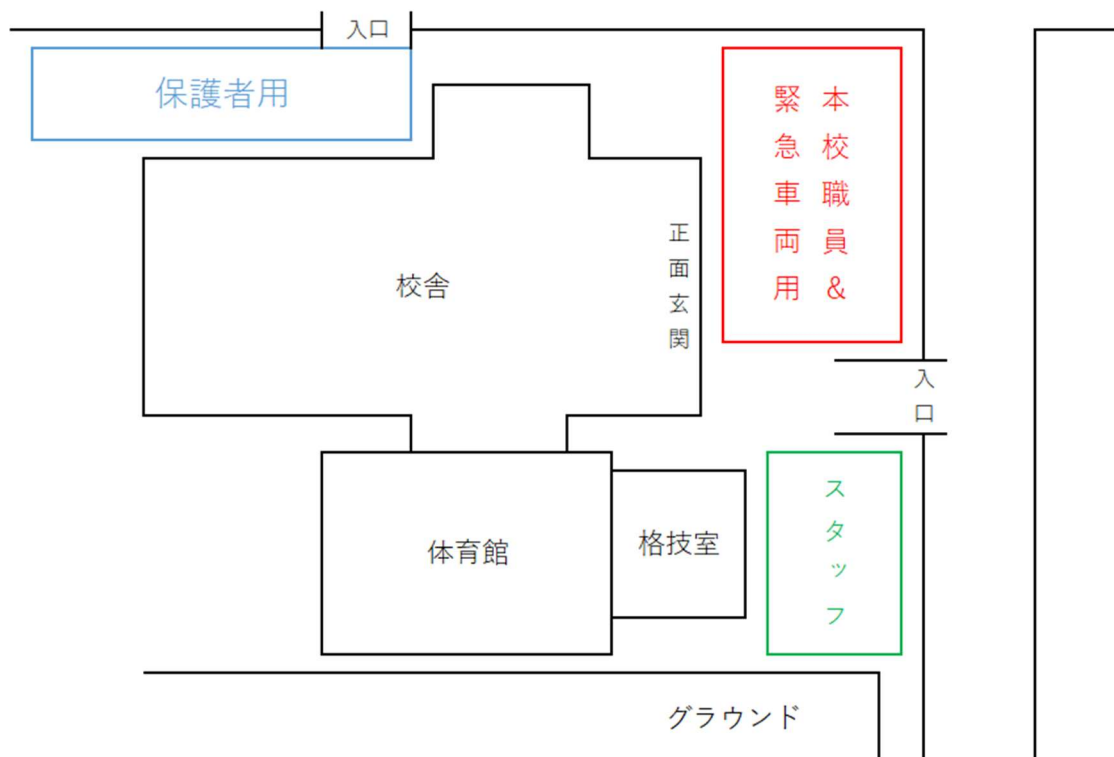 入口
保護者用
本校職員&
緊急車両用
正面玄関
校舎
入口
体育館
格技室
スタッフ
グラウンド